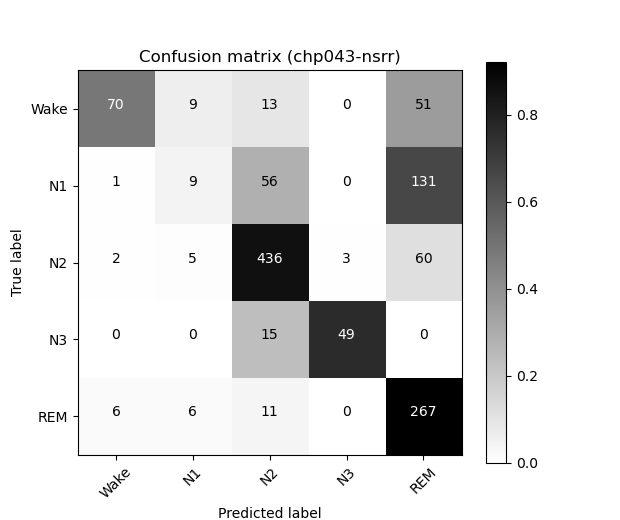 Confusion matrix (chp043-nsrr)
Wake 70 9 13 0 51
N1 1 9 56 0 131
N2 2 5 436 3 60
N3 0 0 15 49 0
REM 6 6 11 0 267
Wake N1 N2 N3 REM
Predicted label
True label
0.8
0.6
0.4
0.2
0.0